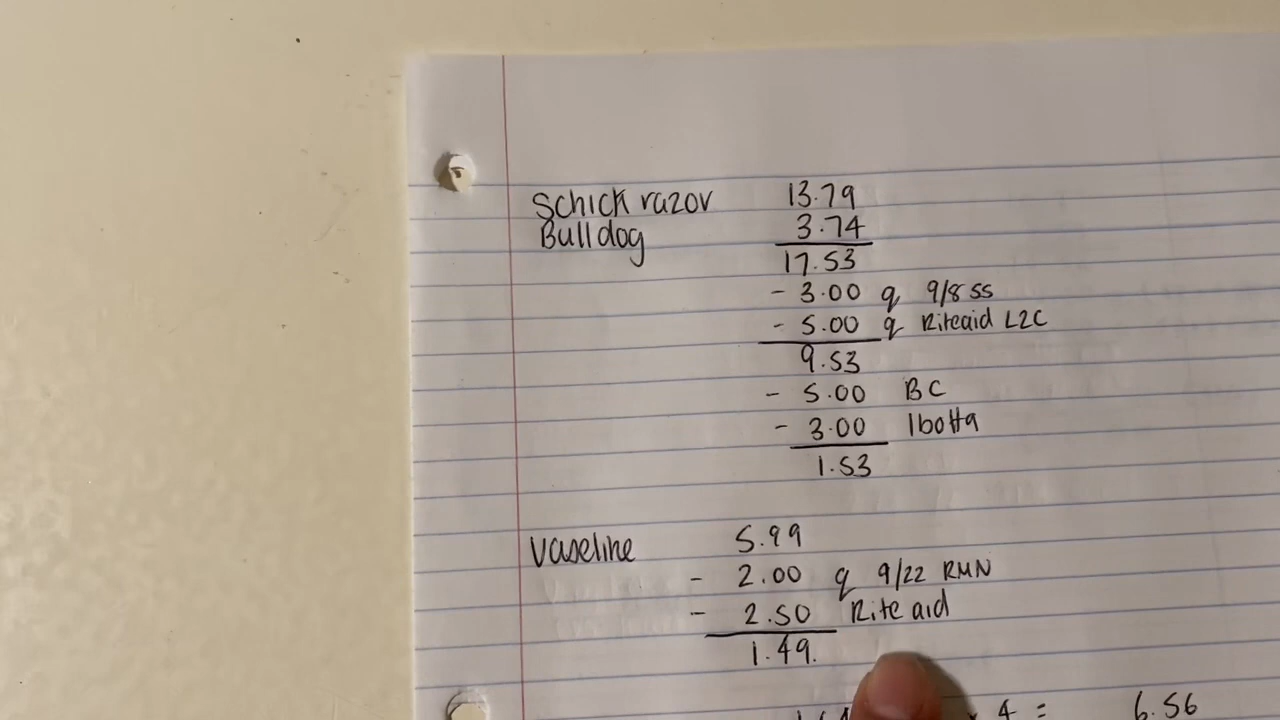 Schick razor 13.79
Bulldog 3.74
17.53
- 3.00 q 9/8 SS
- 5.00 q Riteaid L2C
9.53
- 5.00 BC
- 3.00 Ibotta
1.53
Vaseline 5.99
- 2.00 q 9/22 RMN
- 2.50 Rite aid
1.49.
x 4 = 6.56